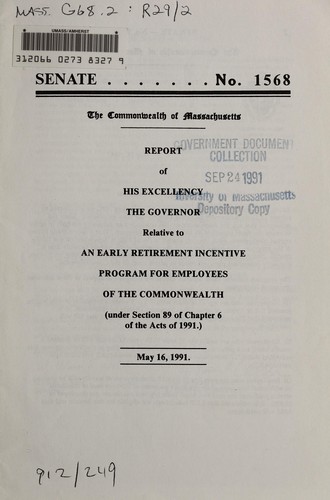 MASS. G68.2 : R29/2
UMASS/AMHERST
312066 0273 8327 9
SENATE . . . . . . . No. 1568
The Commonwealth of Massachusetts
GOVERNMENT DOCUMEN
COLLECTION
REPORT
of
SEP 24 1991
HIS EXCELLENCY
University of Massachusetts
THE GOVERNOR
Depository Copy
Relative to
AN EARLY RETIREMENT INCENTIVE
PROGRAM FOR EMPLOYEES
OF THE COMMONWEALTH
(under Section 89 of Chapter 6
of the Acts of 1991.)
May 16, 1991.
912/249